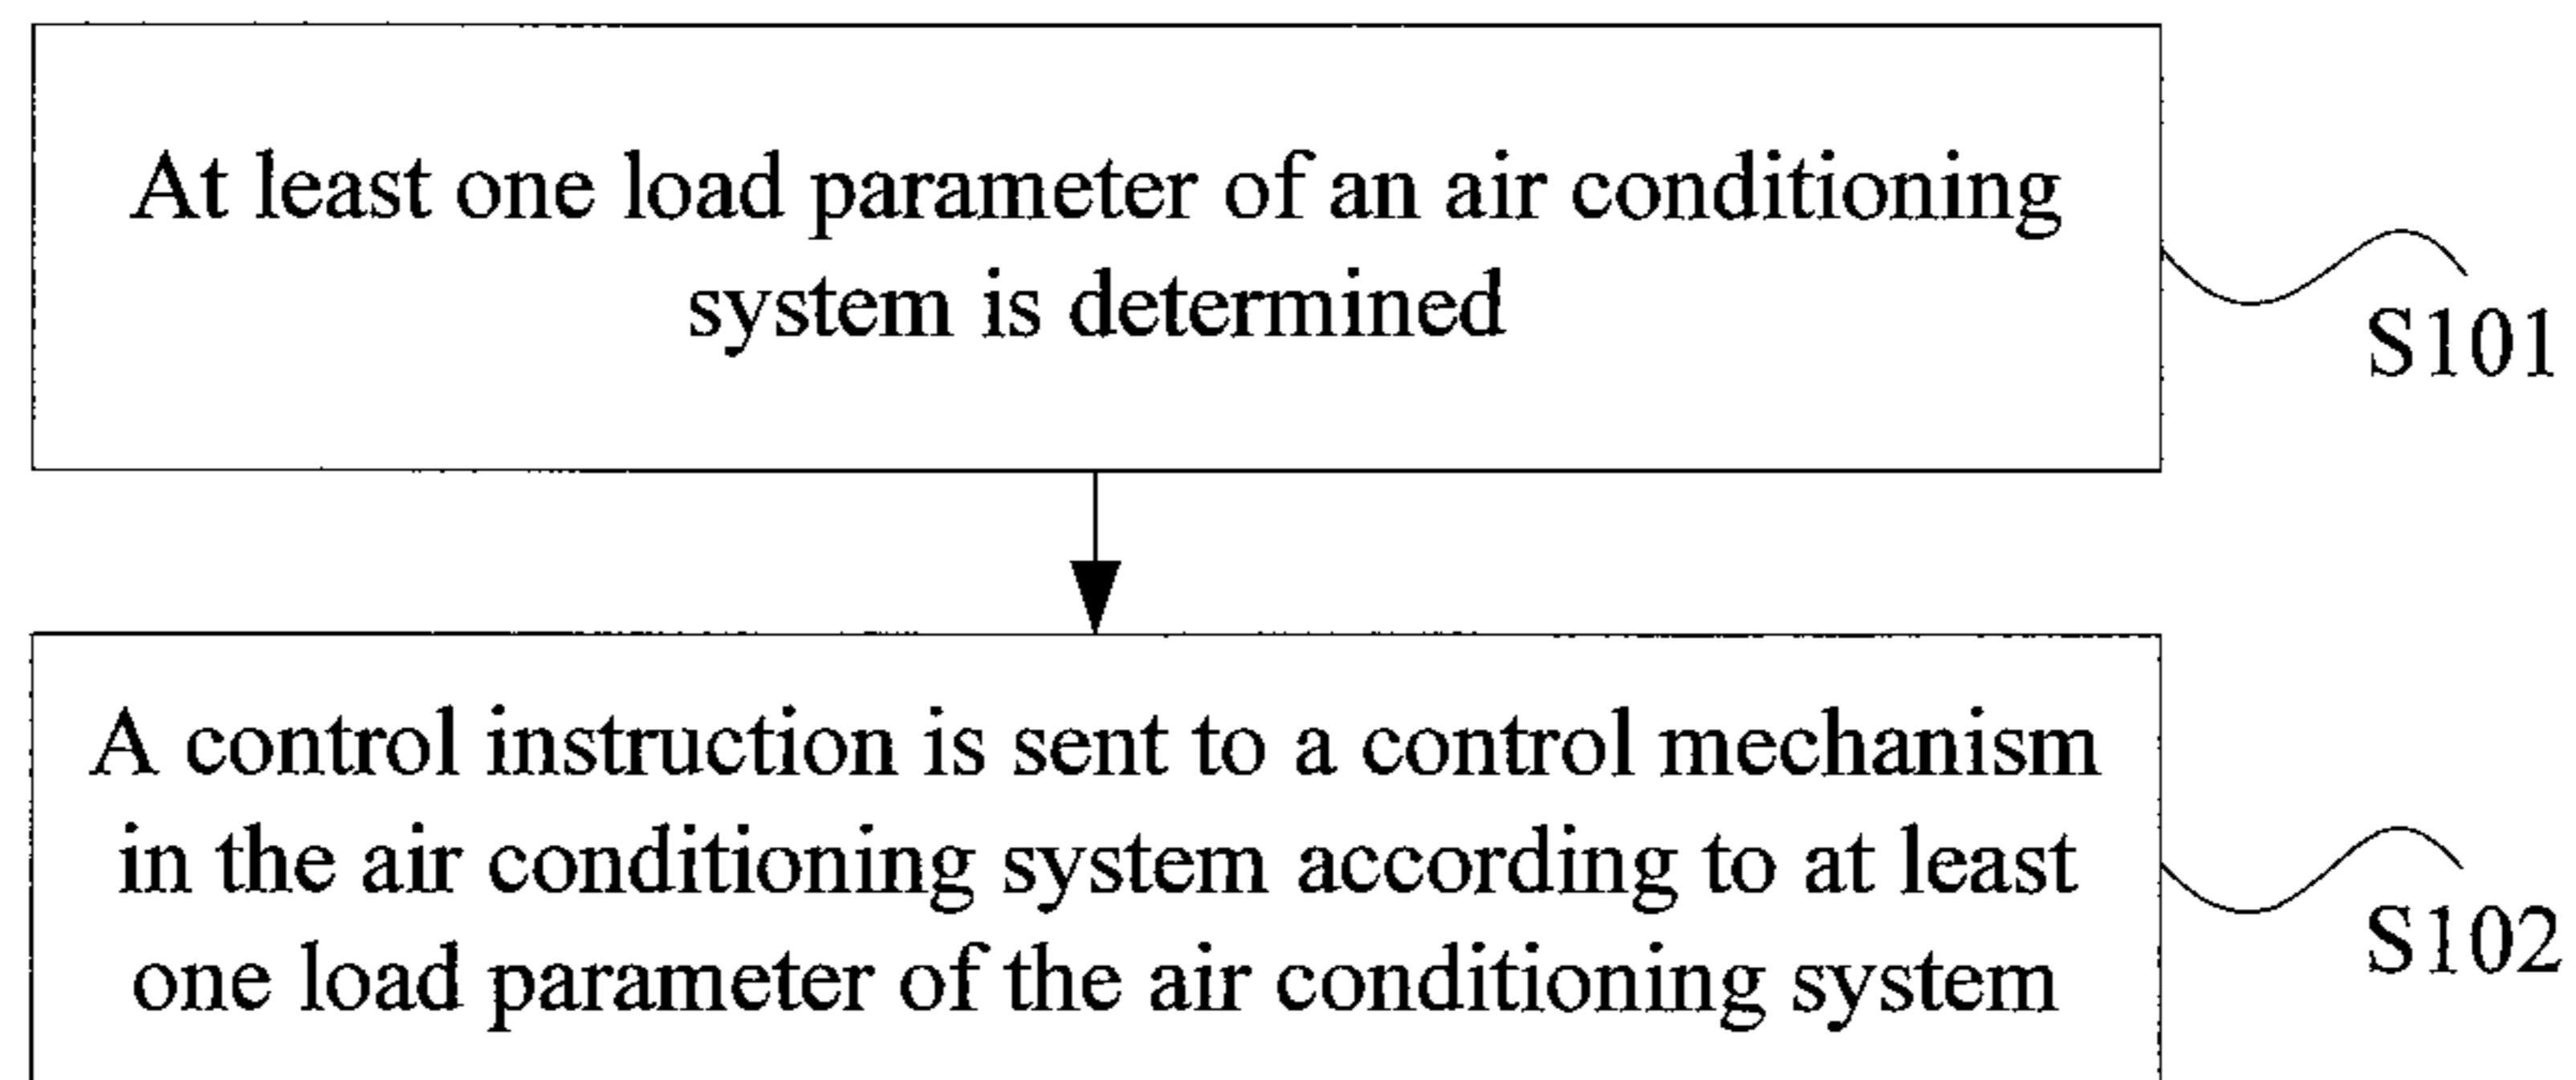 At least one load parameter of an air conditioning
system is determined
S101
A control instruction is sent to a control mechanism
in the air conditioning system according to at least
one load parameter of the air conditioning system
S102